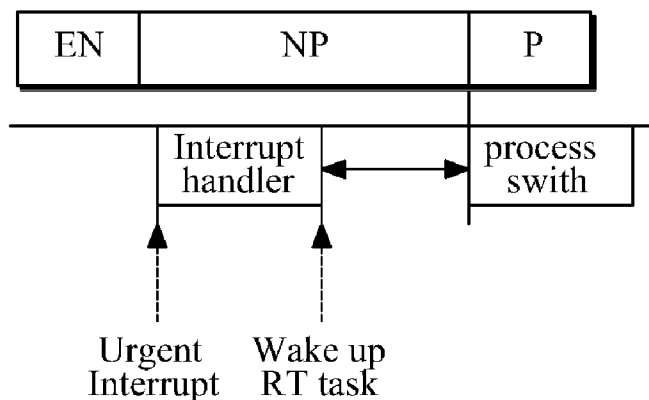 EN NP P
Interrupt
handler
process
swith
Urgent
Interrupt
Wake up
RT task